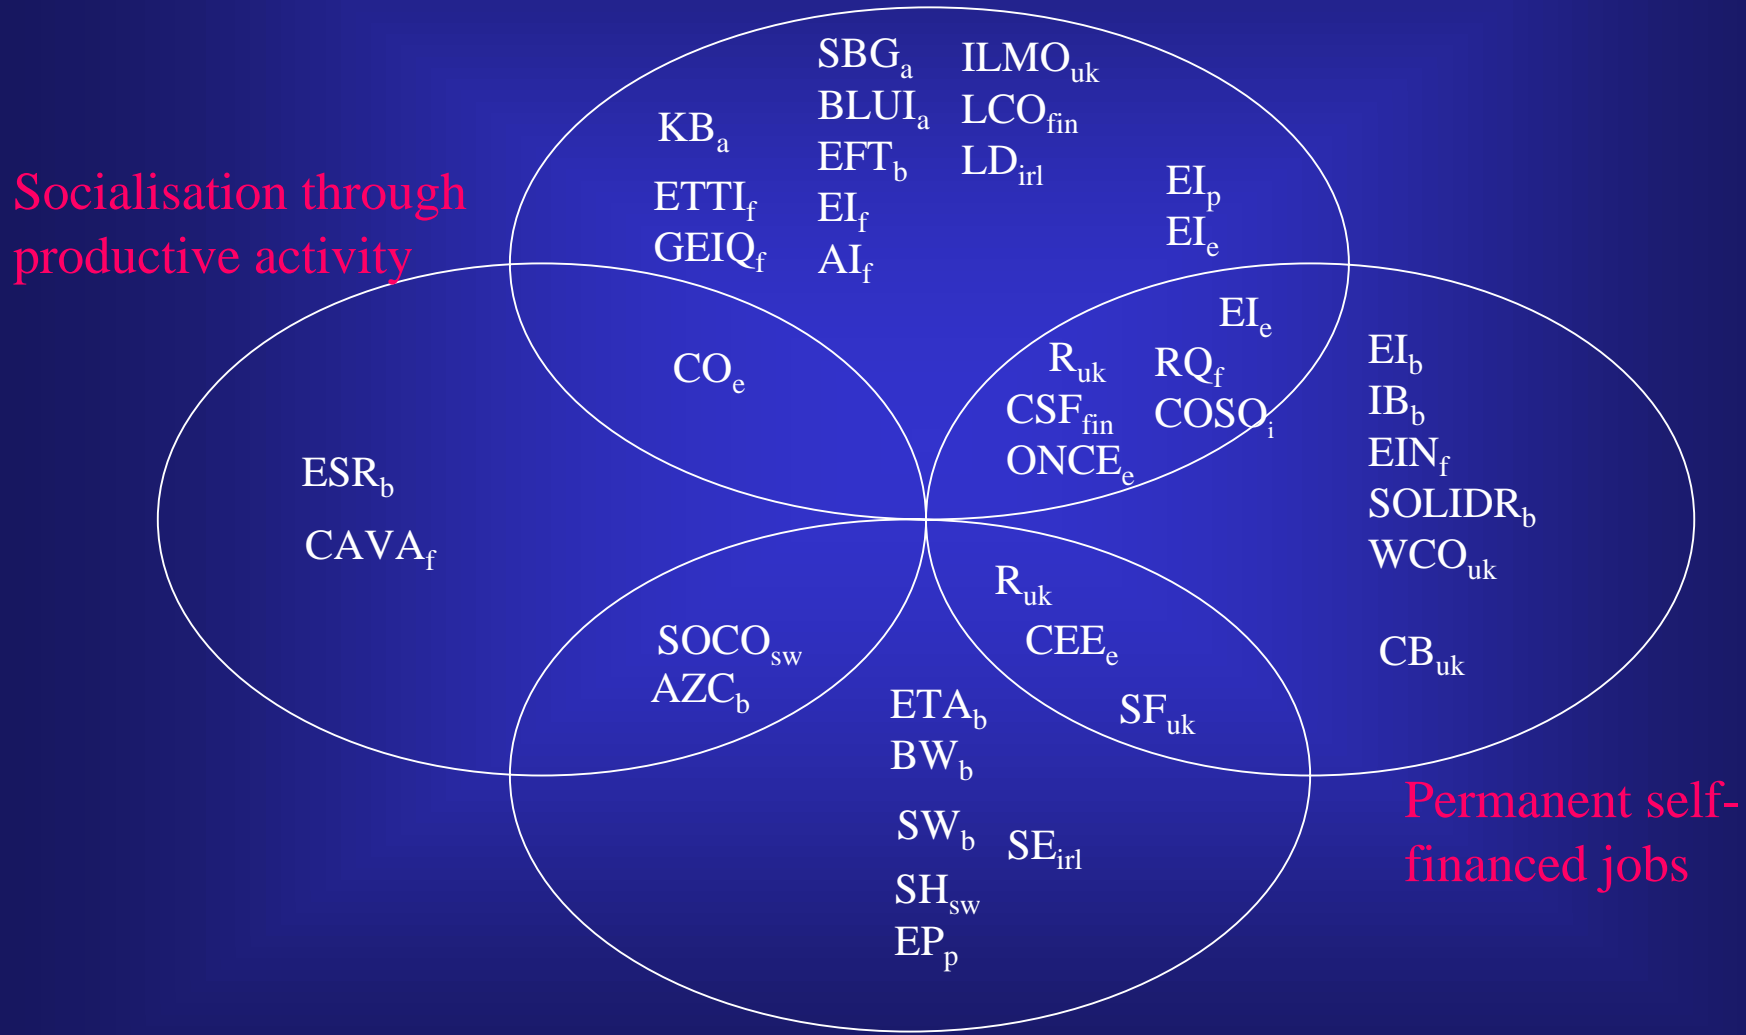 SBGa
BLUIa
EFTb
EIf
AIf
ILMOuk
LCOfin
LDirl
KBa
ETTIf
GEIQf
EIp
EIe
Socialisation through
productive activity
COe
EIe
Ruk
CSFfin
ONCEe
RQf
COSOi
EIb
IBb
EINf
SOLIDRb
WCOuk
CBuk
ESRb
CAVAf
SOCOsw
AZCb
Ruk
CEEe
SFuk
ETAb
BWb
SWb
SEirl
SHsw
EPp
Permanent self-
financed jobs